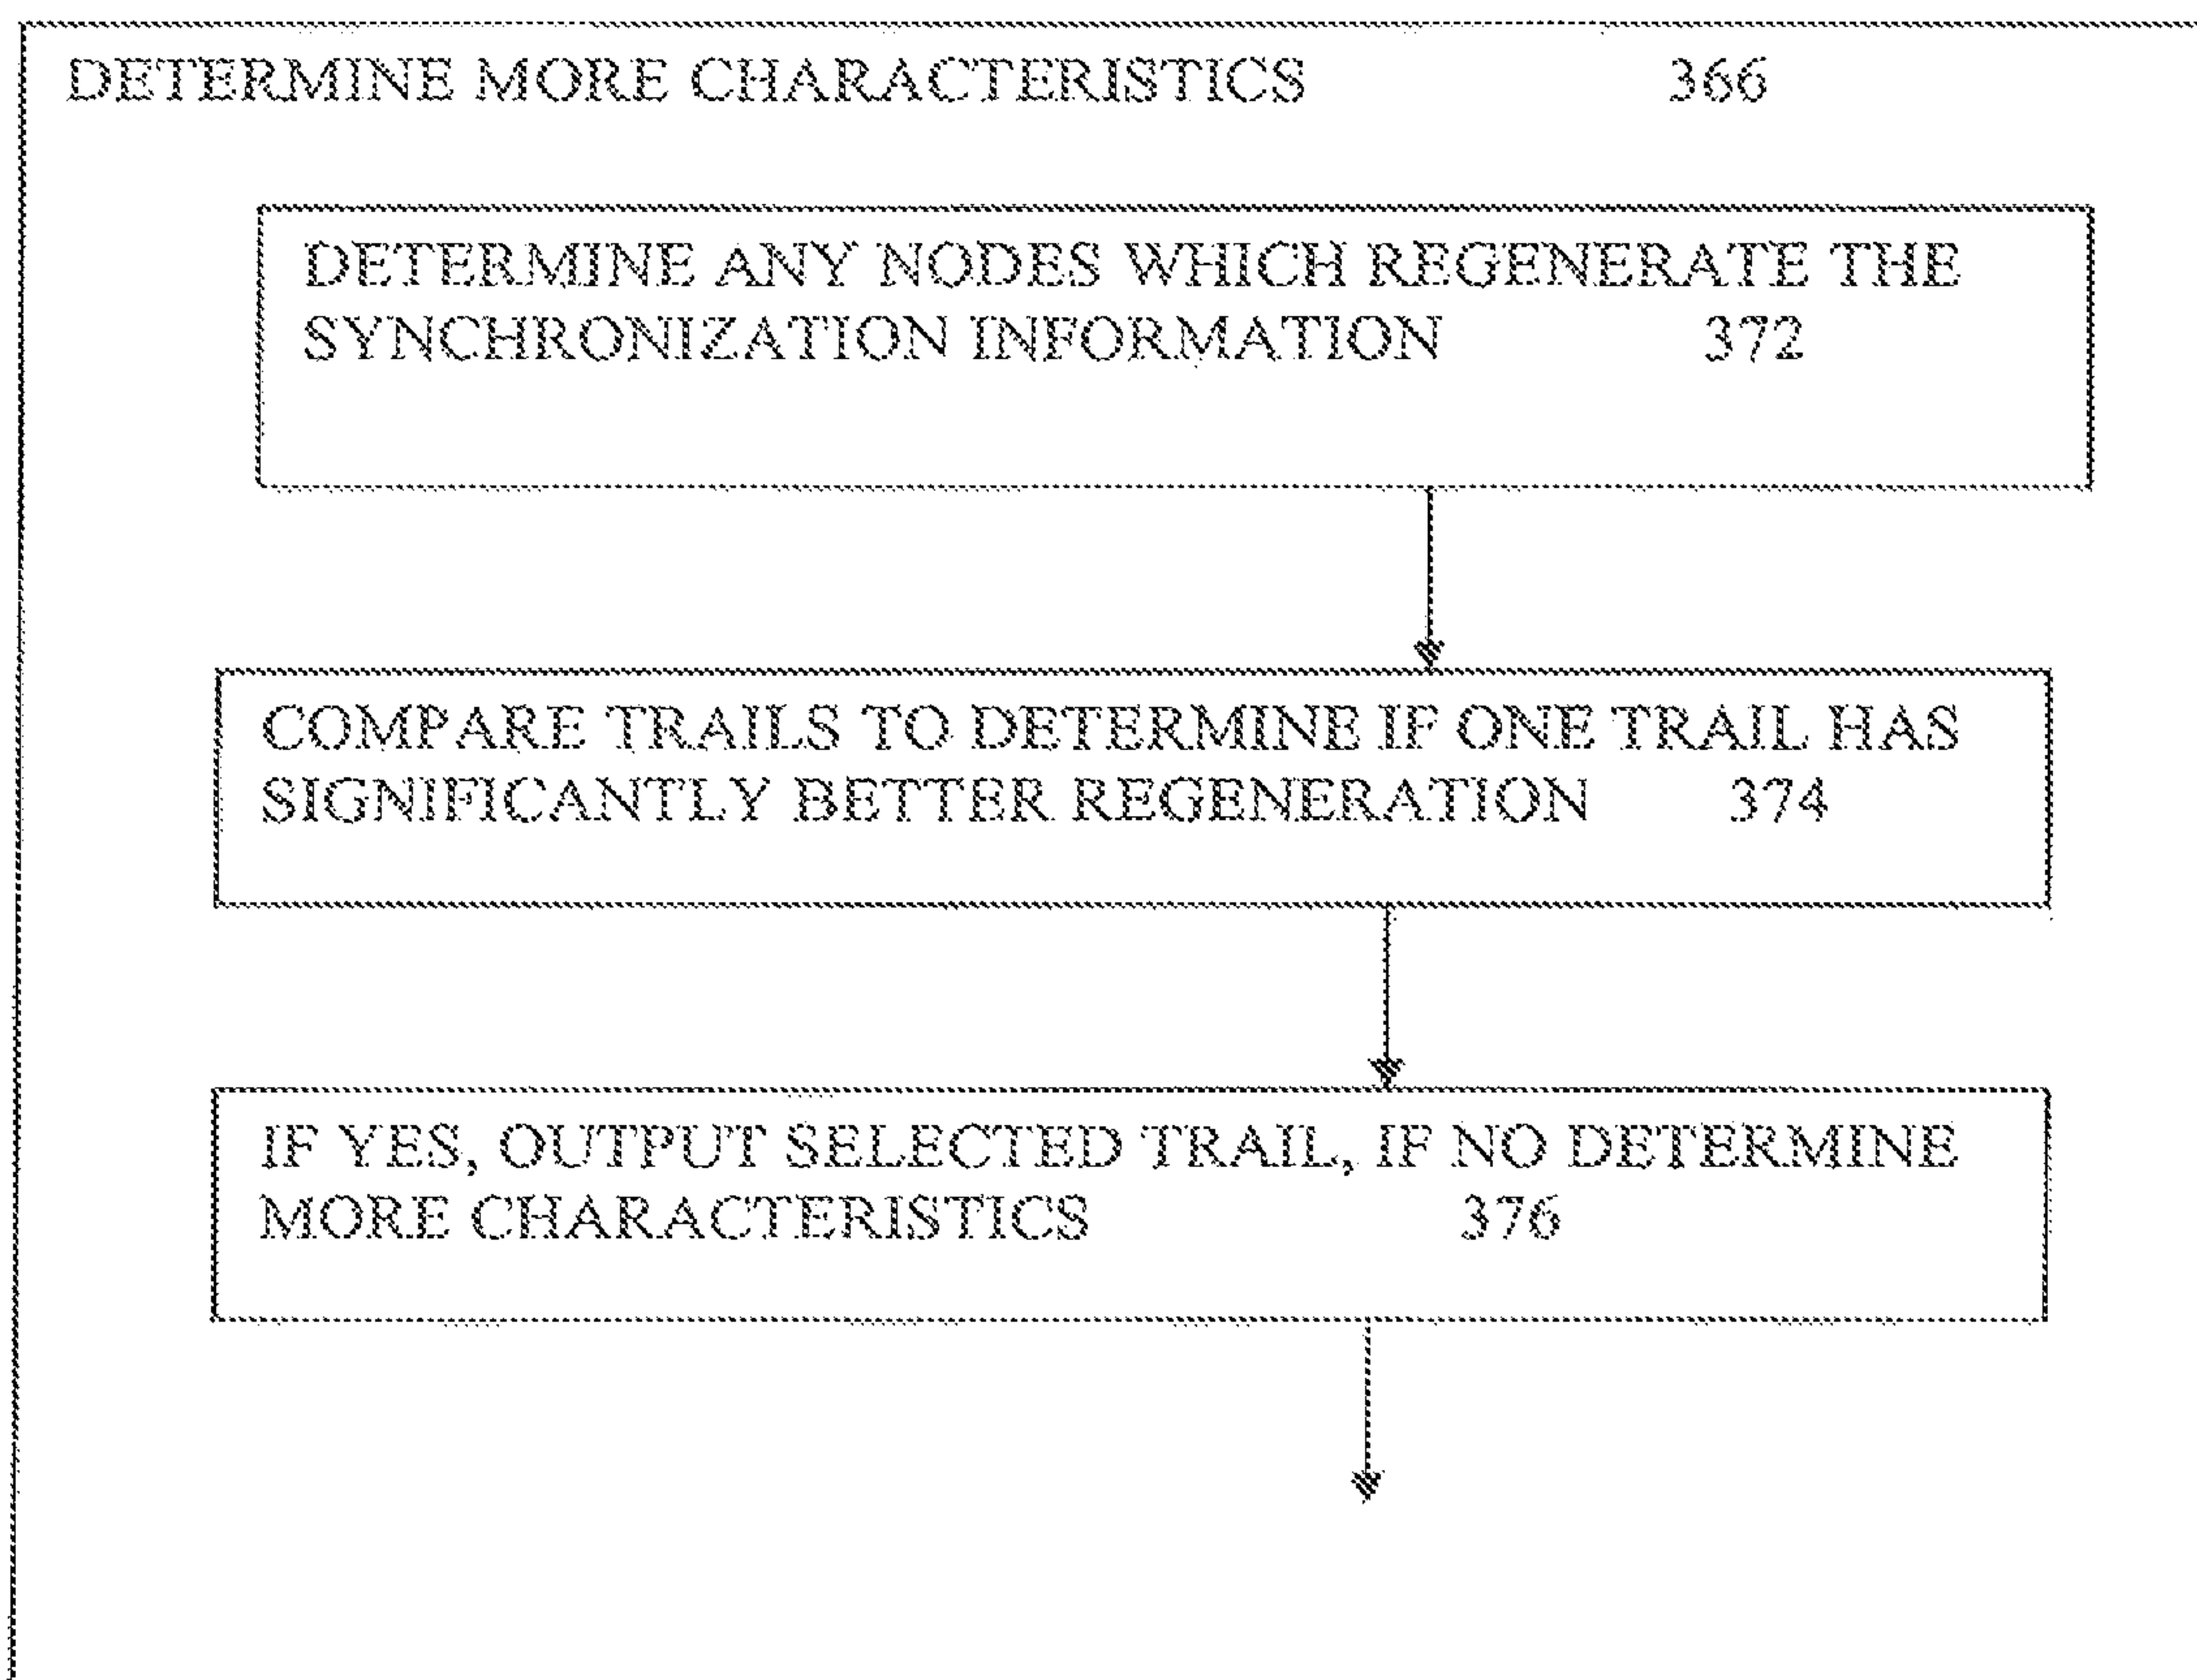 DETERMINE MORE CHARACTERISTICS 366
DETERMINE ANY NODES WHICH REGENERATE THE
SYNCHRONIZATION INFORMATION 372
COMPARE TRAILS TO DETERMINE IF ONE TRAIL HAS
SIGNIFICANTLY BETTER REGENERATION 374
IF YES, OUTPUT SELECTED TRAIL, IF NO DETERMINE
MORE CHARACTERISTICS 376